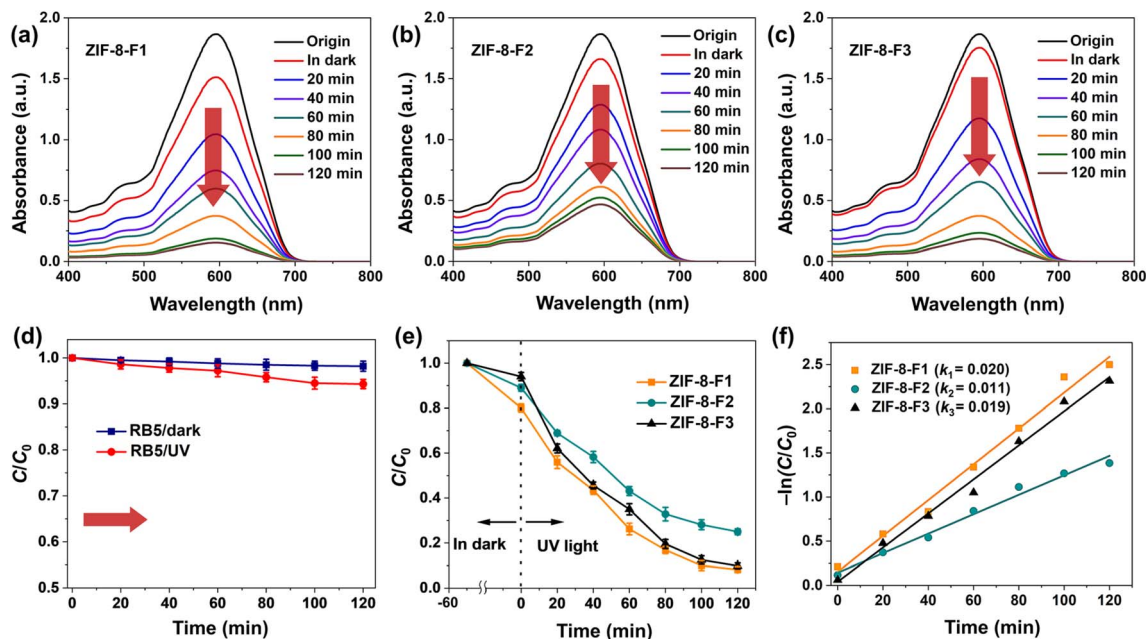 (a)
ZIF-8-F1
Origin
In dark
20 min
40 min
60 min
80 min
100 min
120 min
Absorbance (a.u.)
2.0
1.5
1.0
0.5
0.0
400 500 600 700 800
Wavelength (nm)
(b)
ZIF-8-F2
Origin
In dark
20 min
40 min
60 min
80 min
100 min
120 min
Absorbance (a.u.)
2.0
1.5
1.0
0.5
0.0
400 500 600 700 800
Wavelength (nm)
(c)
ZIF-8-F3
Origin
In dark
20 min
40 min
60 min
80 min
100 min
120 min
Absorbance (a.u.)
2.0
1.5
1.0
0.5
0.0
400 500 600 700 800
Wavelength (nm)
(d)
C/C₀
1.0
0.9
0.8
0.7
0.6
0.5
RB5/dark
RB5/UV
0 20 40 60 80 100 120
Time (min)
(e)
C/C₀
1.0
0.8
0.6
0.4
0.2
0.0
ZIF-8-F1
ZIF-8-F2
ZIF-8-F3
In dark
UV light
-60 0 20 40 60 80 100 120
Time (min)
(f)
–ln(C/C₀)
2.5
2.0
1.5
1.0
0.5
0.0
ZIF-8-F1 (k₁ = 0.020)
ZIF-8-F2 (k₂ = 0.011)
ZIF-8-F3 (k₃ = 0.019)
0 20 40 60 80 100 120
Time (min)